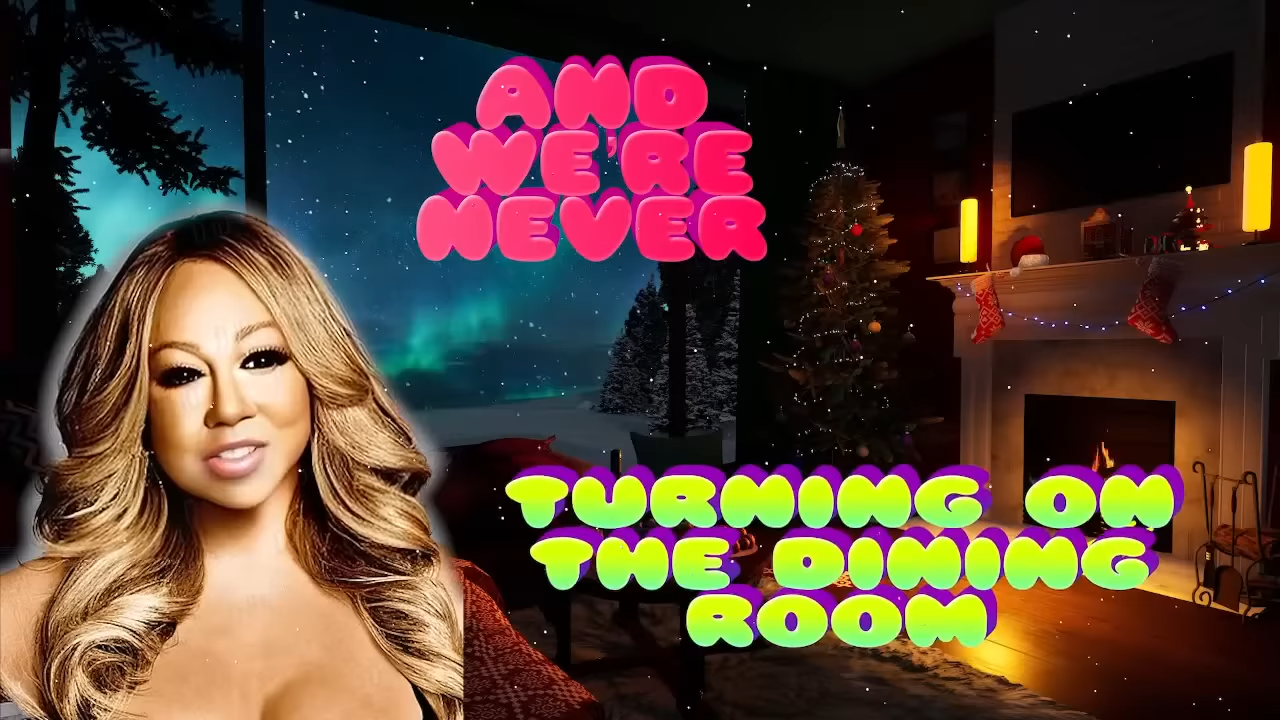 AND
WE'RE
NEVER
TURNING ON
THE DINING
ROOM